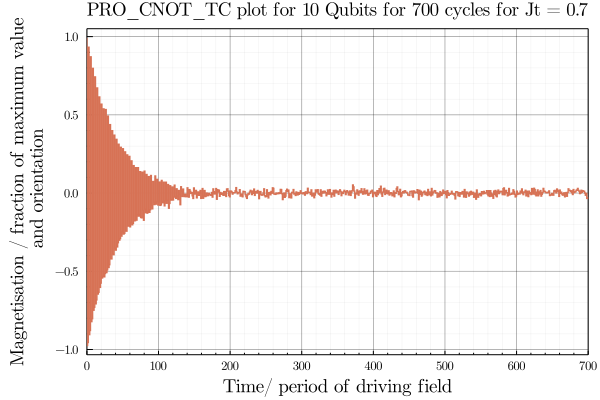 PRO_CNOT_TC plot for 10 Qubits for 700 cycles for Jt = 0.7
Magnetisation / fraction of maximum value
and orientation
1.0
0.5
0.0
−0.5
−1.0
0 100 200 300 400 500 600 700
Time/ period of driving field